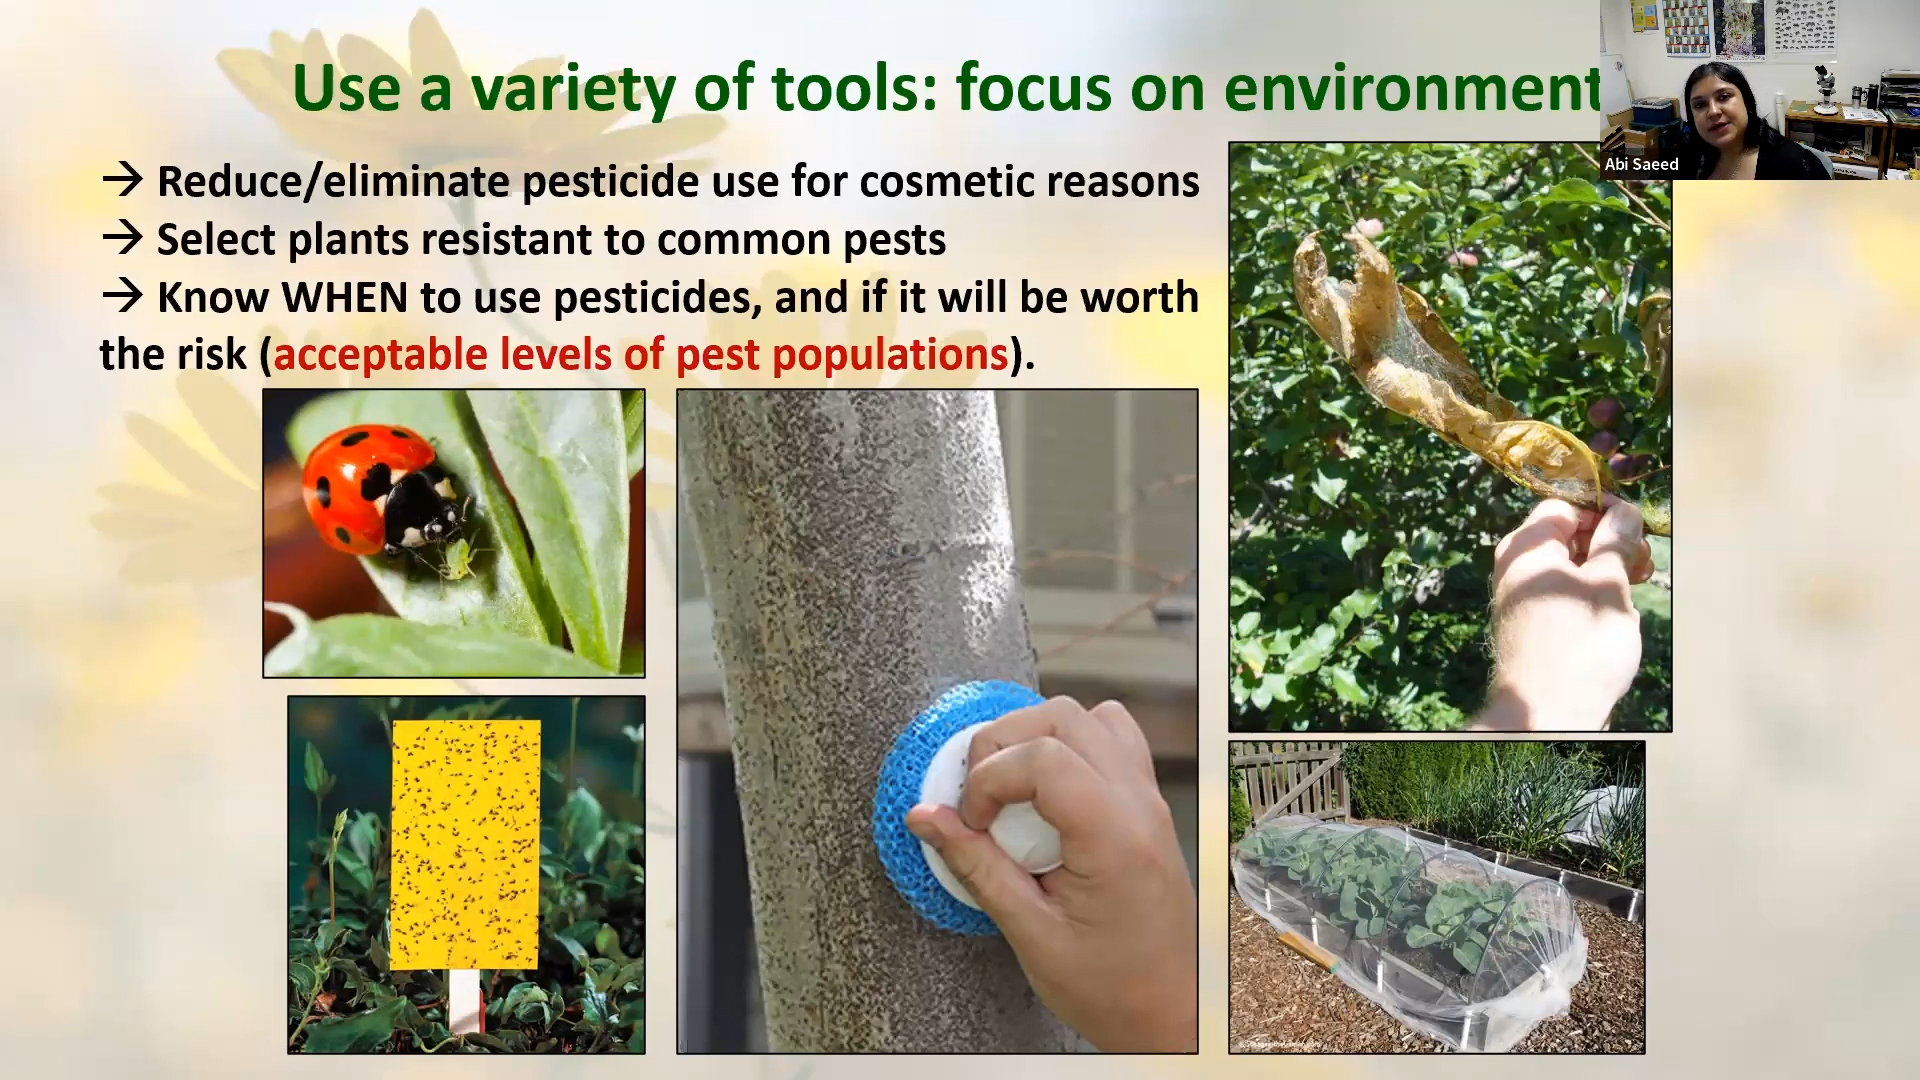 Use a variety of tools: focus on environment
Abi Saeed
→ Reduce/eliminate pesticide use for cosmetic reasons
→ Select plants resistant to common pests
→ Know WHEN to use pesticides, and if it will be worth
the risk (acceptable levels of pest populations).